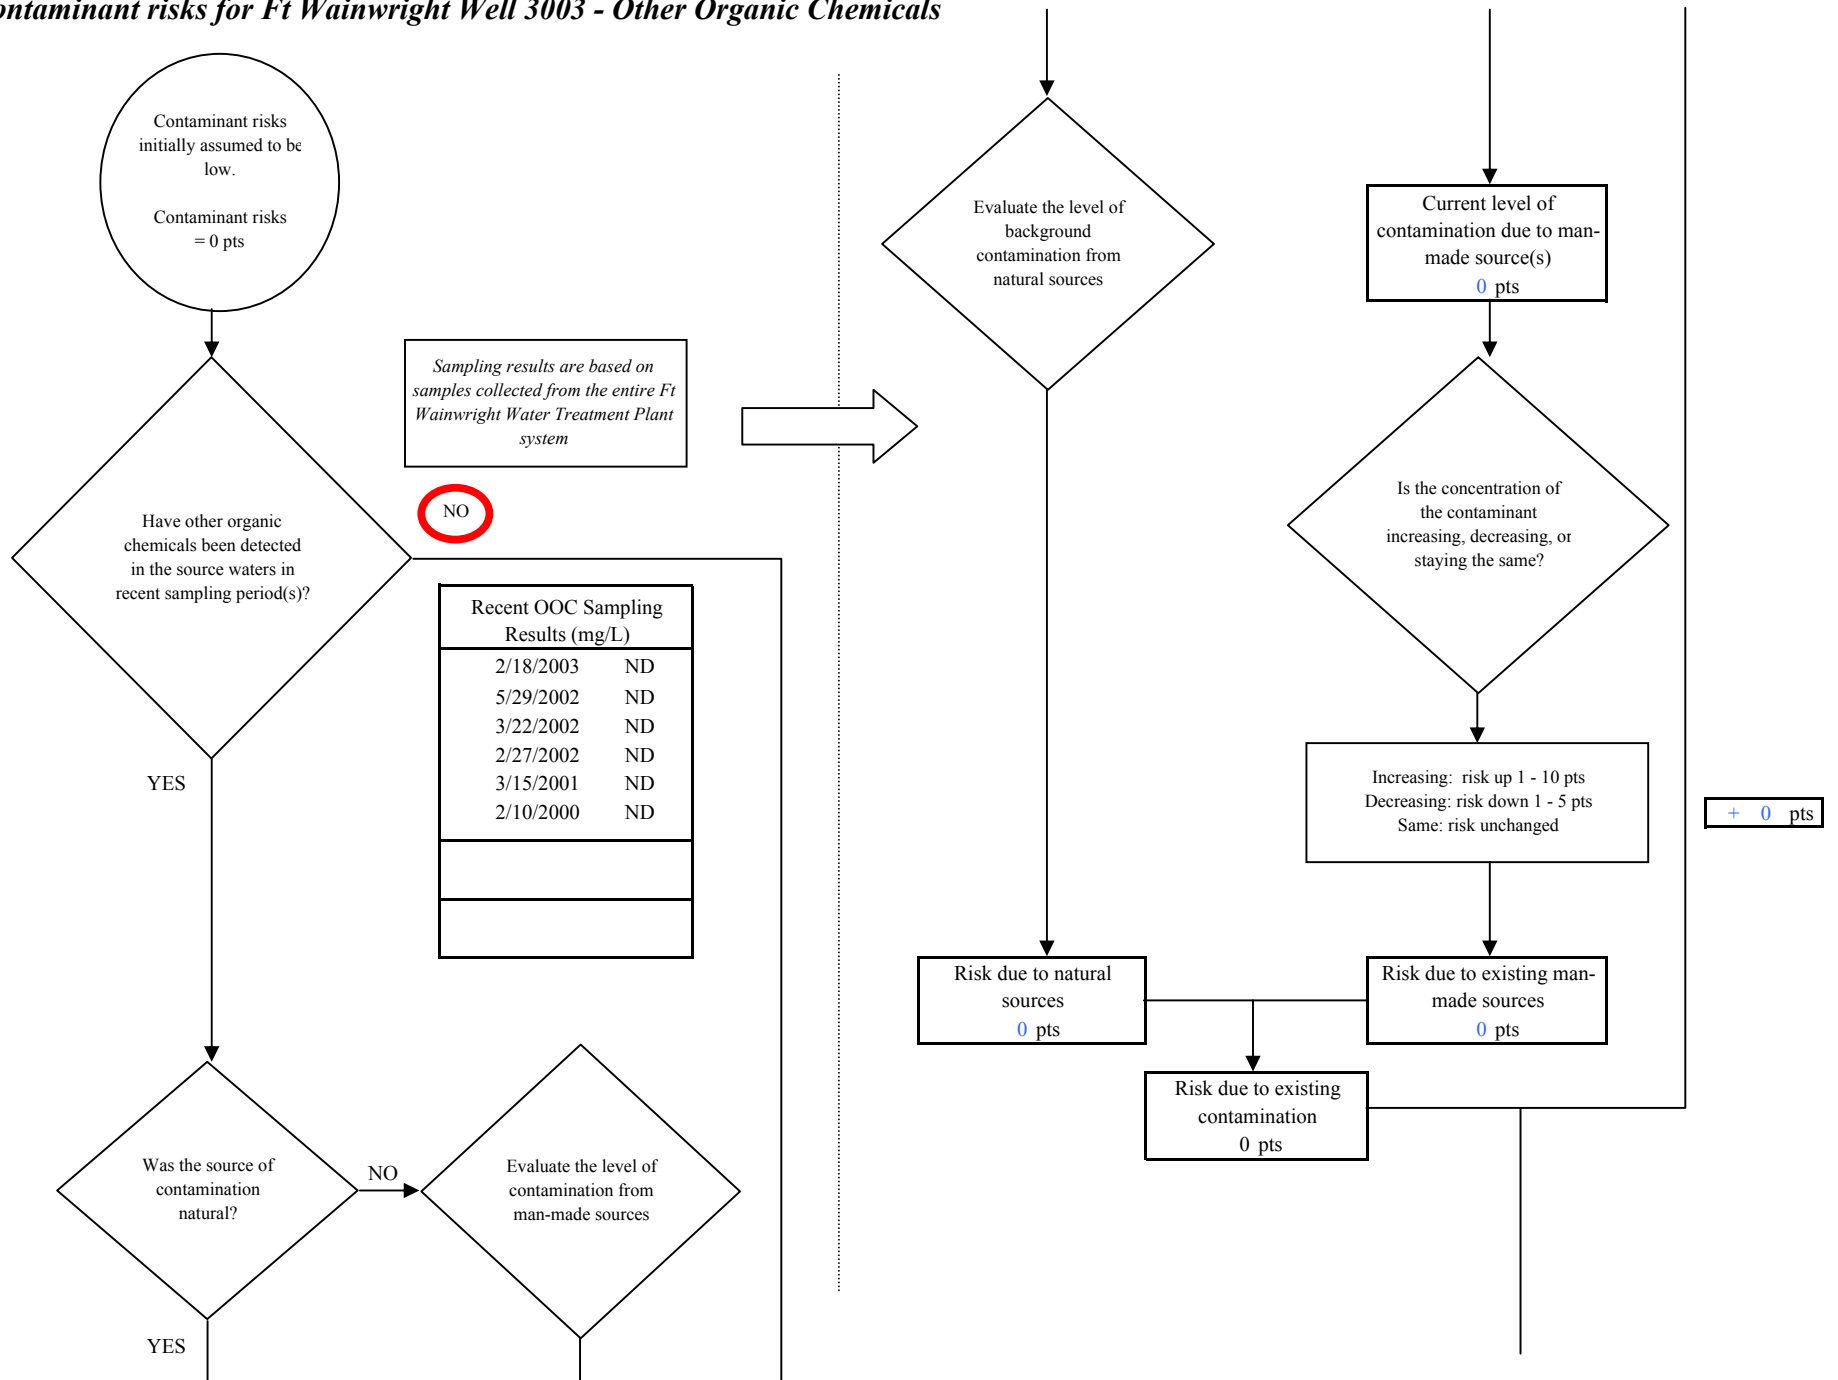 ontaminant risks for Ft Wainwright Well 3003 - Other Organic Chemicals
Contaminant risks
initially assumed to be
low.
Contaminant risks
= 0 pts
Sampling results are based on
samples collected from the entire Ft
Wainwright Water Treatment Plant
system
NO
Have other organic
chemicals been detected
in the source waters in
recent sampling period(s)?
Recent OOC Sampling
Results (mg/L)
2/18/2003 ND
5/29/2002 ND
3/22/2002 ND
2/27/2002 ND
3/15/2001 ND
2/10/2000 ND
YES
Was the source of
contamination
natural?
NO
Evaluate the level of
contamination from
man-made sources
YES
Evaluate the level of
background
contamination from
natural sources
Current level of
contamination due to man-
made source(s)
0 pts
Is the concentration of
the contaminant
increasing, decreasing, or
staying the same?
Increasing: risk up 1 - 10 pts
Decreasing: risk down 1 - 5 pts
Same: risk unchanged
+ 0 pts
Risk due to natural
sources
0 pts
Risk due to existing man-
made sources
0 pts
Risk due to existing
contamination
0 pts